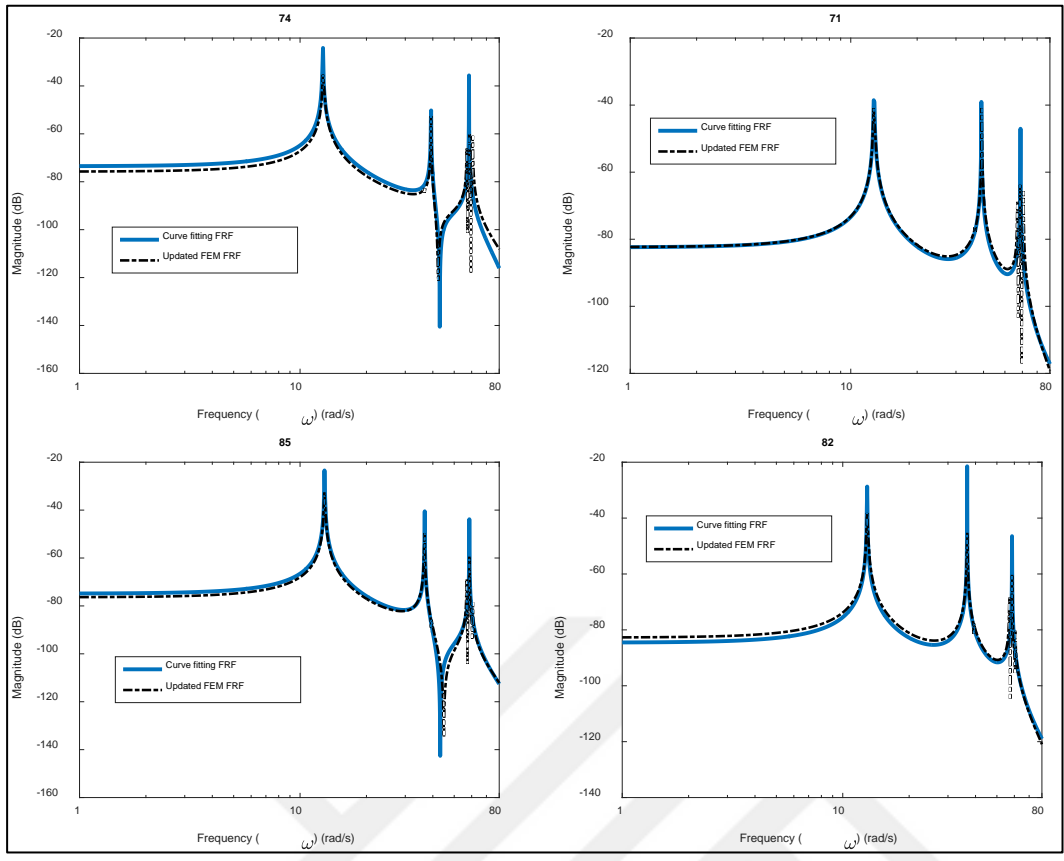 74
-20
-40
-60
-80
-100
-120
-140
-160
Magnitude (dB)
Curve fitting FRF
Updated FEM FRF
1
10
80
Frequency ( ω) (rad/s)
71
-20
-40
-60
-80
-100
-120
Magnitude (dB)
Curve fitting FRF
Updated FEM FRF
1
10
80
Frequency ( ω) (rad/s)
85
-20
-40
-60
-80
-100
-120
-140
-160
Magnitude (dB)
Curve fitting FRF
Updated FEM FRF
1
10
80
Frequency ( ω) (rad/s)
82
-20
-40
-60
-80
-100
-120
-140
Magnitude (dB)
Curve fitting FRF
Updated FEM FRF
1
10
80
Frequency ( ω) (rad/s)